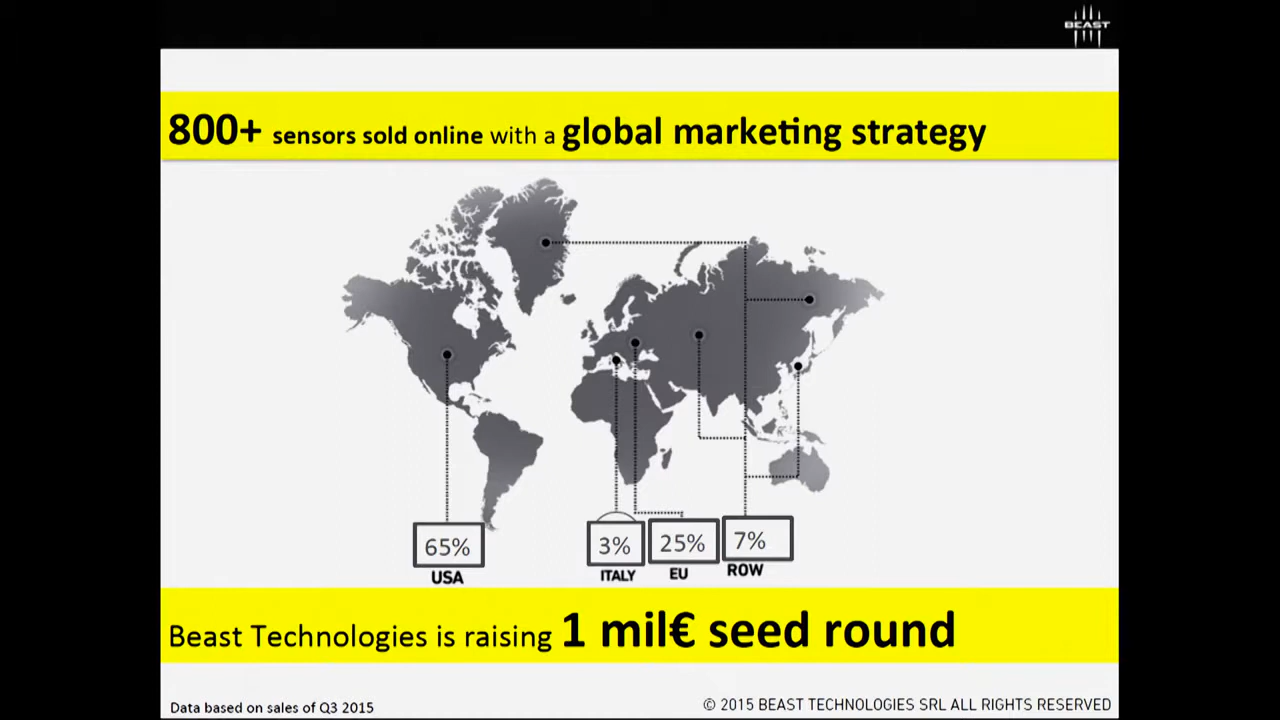 BEAST
800+ sensors sold online with a global marketing strategy
65% 3% 25% 7%
USA ITALY EU ROW
Beast Technologies is raising 1 mil€ seed round
Data based on sales of Q3 2015
© 2015 BEAST TECHNOLOGIES SRL ALL RIGHTS RESERVED